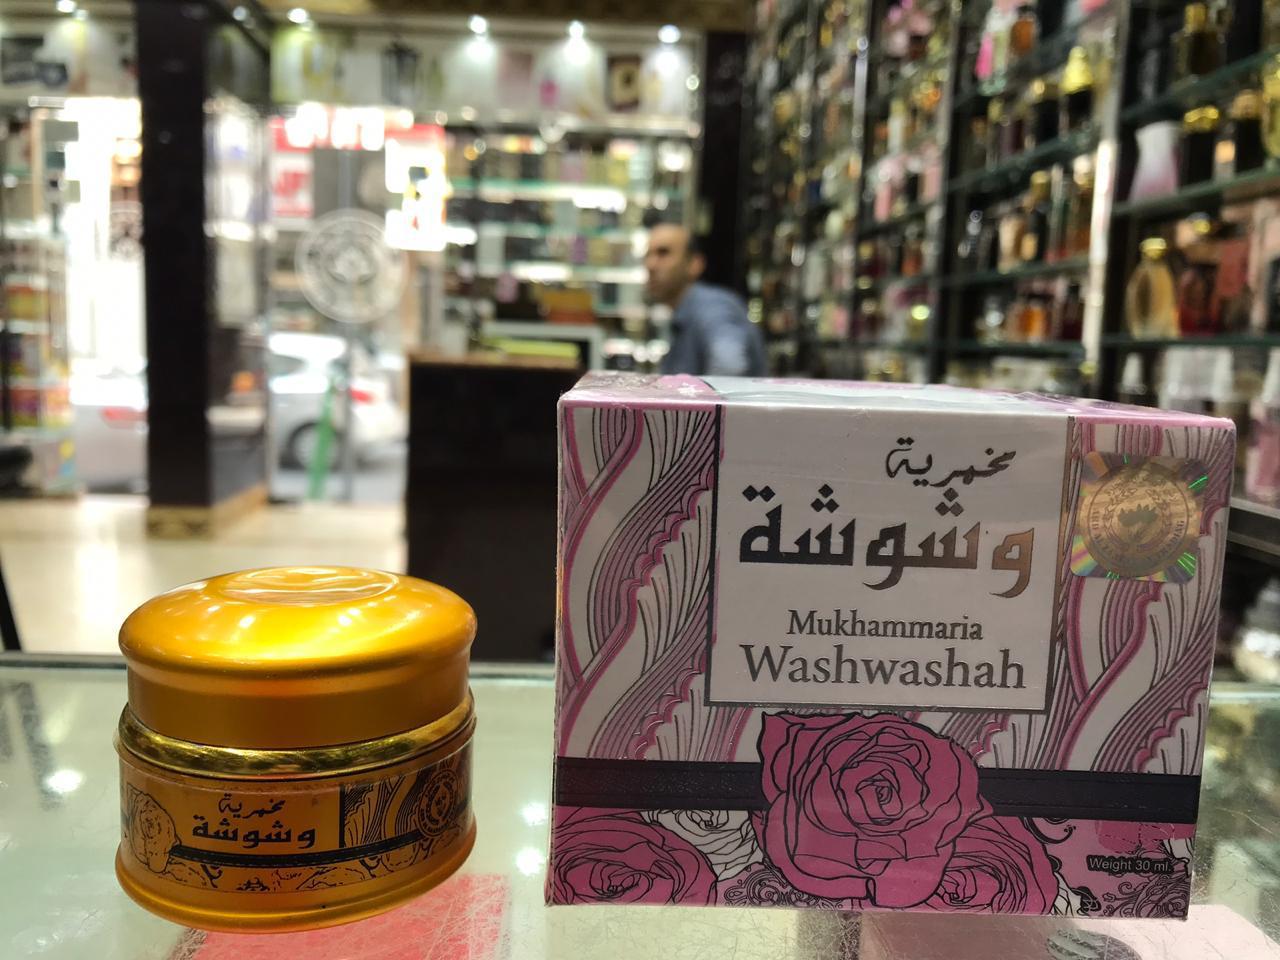 مخمرية
وشوشة
Mukhammaria
Washwashah
Weight 30 ml.
مخمرية
وشوشة